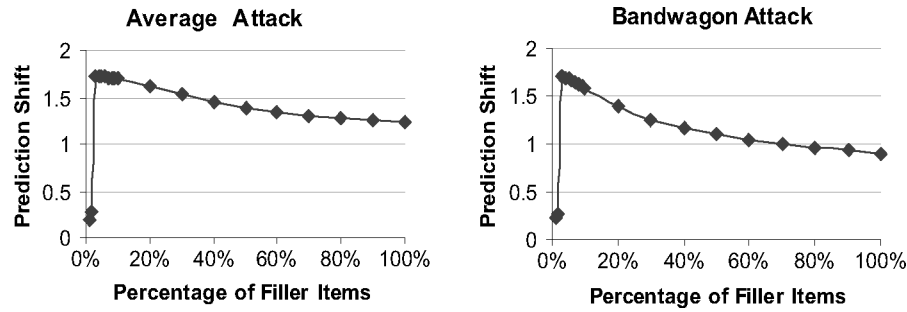 Average Attack
2
1.5
1
0.5
0
0% 20% 40% 60% 80% 100%
Prediction Shift
Percentage of Filler Items
Bandwagon Attack
2
1.5
1
0.5
0
0% 20% 40% 60% 80% 100%
Prediction Shift
Percentage of Filler Items